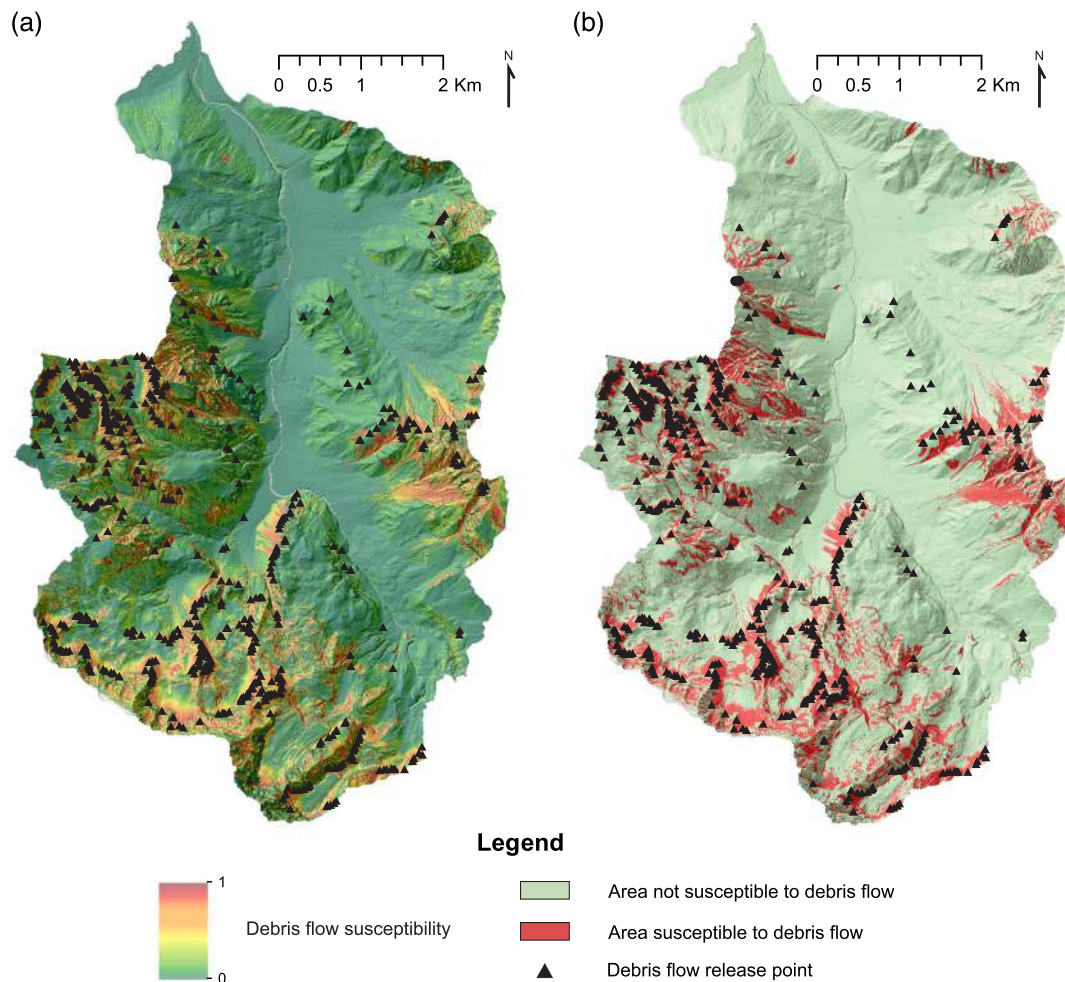 (a)
(b)
N
0 0.5 1 2 Km
N
0 0.5 1 2 Km
Legend
1
0
Debris flow susceptibility
Area not susceptible to debris flow
Area susceptible to debris flow
Debris flow release point